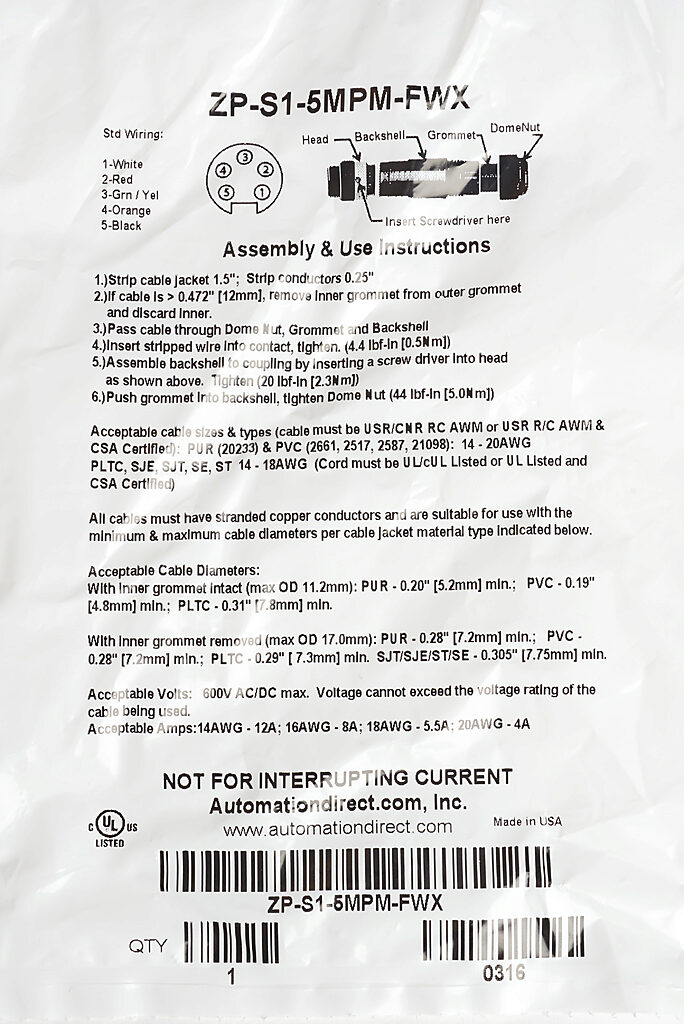 ZP-S1-5MPM-FWX
Std Wiring:
1-White
2-Red
3-Grn / Yel
4-Orange
5-Black
3
4 2
5 1
Head Backshell Grommet DomeNut
Insert Screwdriver here
Assembly & Use Instructions
1.)Strip cable jacket 1.5"; Strip conductors 0.25"
2.)If cable is > 0.472" [12mm], remove inner grommet from outer grommet
and discard inner.
3.)Pass cable through Dome Nut, Grommet and Backshell
4.)Insert stripped wire into contact, tighten. (4.4 lbf-in [0.5Nm])
5.)Assemble backshell to coupling by inserting a screw driver into head
as shown above. Tighten (20 lbf-in [2.3Nm])
6.)Push grommet into backshell, tighten Dome Nut (44 lbf-in [5.0Nm])
Acceptable cable sizes & types (cable must be USR/CNR RC AWM or USR R/C AWM &
CSA Certified): PUR (20233) & PVC (2661, 2517, 2587, 21098): 14 - 20AWG
PLTC, SJE, SJT, SE, ST 14 - 18AWG (Cord must be UL/cUL Listed or UL Listed and
CSA Certified)
All cables must have stranded copper conductors and are suitable for use with the
minimum & maximum cable diameters per cable jacket material type indicated below.
Acceptable Cable Diameters:
With inner grommet intact (max OD 11.2mm): PUR - 0.20" [5.2mm] min.; PVC - 0.19"
[4.8mm] min.; PLTC - 0.31" [7.8mm] min.
With inner grommet removed (max OD 17.0mm): PUR - 0.28" [7.2mm] min.; PVC -
0.28" [7.2mm] min.; PLTC - 0.29" [ 7.3mm] min. SJT/SJE/ST/SE - 0.305" [7.75mm] min.
Acceptable Volts: 600V AC/DC max. Voltage cannot exceed the voltage rating of the
cable being used.
Acceptable Amps:14AWG - 12A; 16AWG - 8A; 18AWG - 5.5A; 20AWG - 4A
NOT FOR INTERRUPTING CURRENT
Automationdirect.com, Inc.
www.automationdirect.com
Made in USA
C UL US
LISTED
ZP-S1-5MPM-FWX
QTY
1
0316